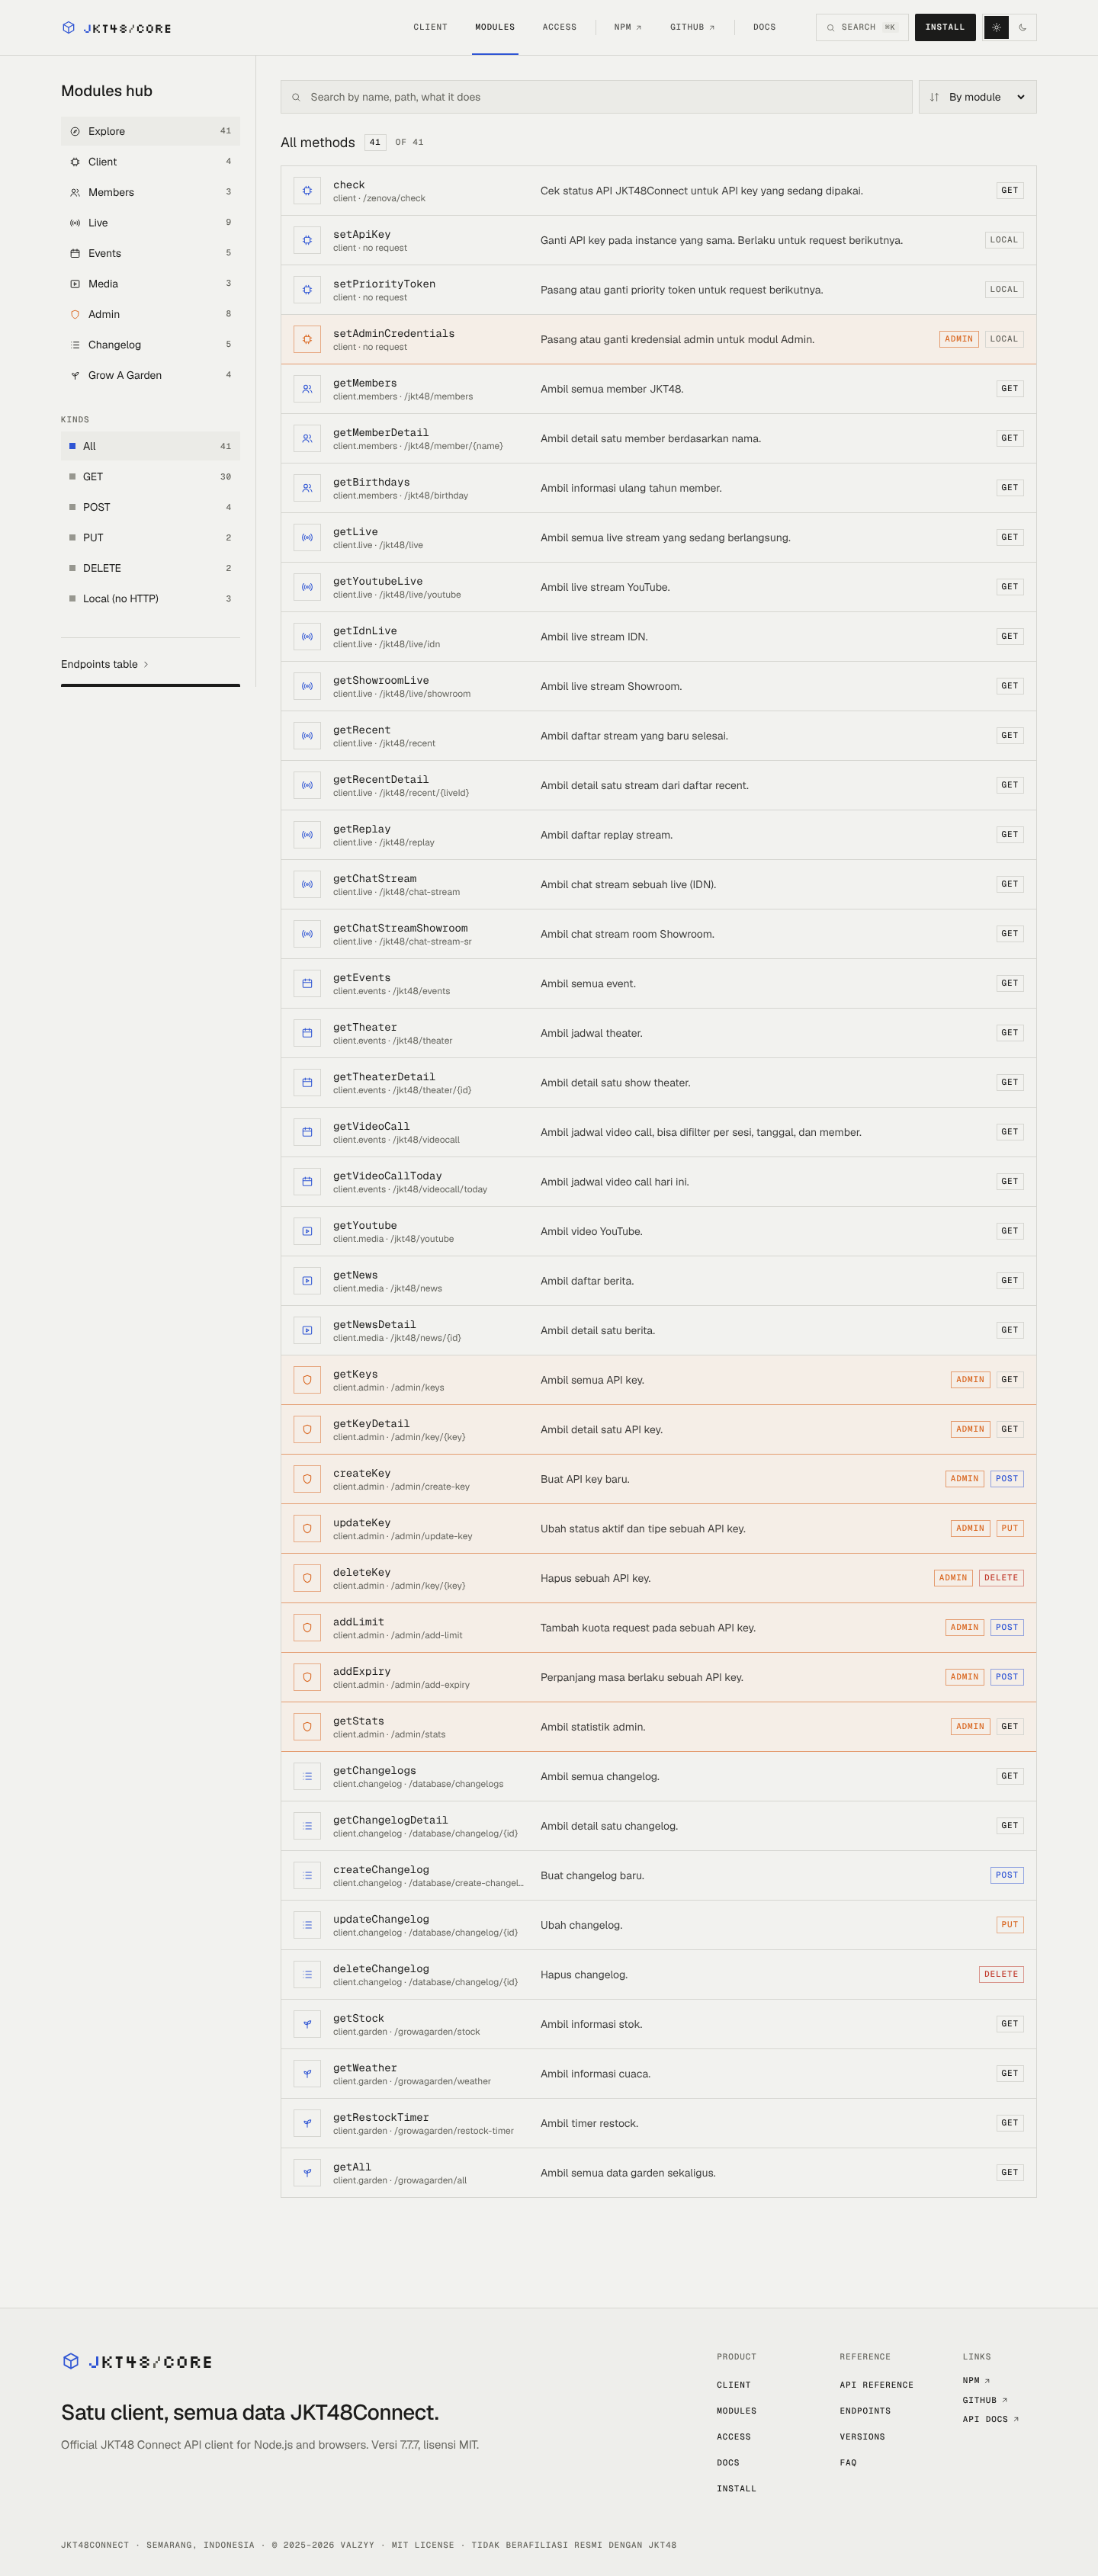 JKT48/CORE
CLIENT MODULES ACCESS NPM ↗ GITHUB ↗ DOCS SEARCH ⌘K INSTALL
Modules hub
Explore 41
Client 4
Members 3
Live 9
Events 5
Media 3
Admin 8
Changelog 5
Grow A Garden 4
KINDS
All 41
GET 30
POST 4
PUT 2
DELETE 2
Local (no HTTP) 3
Endpoints table
Search by name, path, what it does
By module
All methods 41 OF 41
check
client · /zenova/check
Cek status API JKT48Connect untuk API key yang sedang dipakai.
GET
setApiKey
client · no request
Ganti API key pada instance yang sama. Berlaku untuk request berikutnya.
LOCAL
setPriorityToken
client · no request
Pasang atau ganti priority token untuk request berikutnya.
LOCAL
setAdminCredentials
client · no request
Pasang atau ganti kredensial admin untuk modul Admin.
ADMIN LOCAL
getMembers
client.members · /jkt48/members
Ambil semua member JKT48.
GET
getMemberDetail
client.members · /jkt48/member/{name}
Ambil detail satu member berdasarkan nama.
GET
getBirthdays
client.members · /jkt48/birthday
Ambil informasi ulang tahun member.
GET
getLive
client.live · /jkt48/live
Ambil semua live stream yang sedang berlangsung.
GET
getYoutubeLive
client.live · /jkt48/live/youtube
Ambil live stream YouTube.
GET
getIdnLive
client.live · /jkt48/live/idn
Ambil live stream IDN.
GET
getShowroomLive
client.live · /jkt48/live/showroom
Ambil live stream Showroom.
GET
getRecent
client.live · /jkt48/recent
Ambil daftar stream yang baru selesai.
GET
getRecentDetail
client.live · /jkt48/recent/{liveId}
Ambil detail satu stream dari daftar recent.
GET
getReplay
client.live · /jkt48/replay
Ambil daftar replay stream.
GET
getChatStream
client.live · /jkt48/chat-stream
Ambil chat stream sebuah live (IDN).
GET
getChatStreamShowroom
client.live · /jkt48/chat-stream-sr
Ambil chat stream room Showroom.
GET
getEvents
client.events · /jkt48/events
Ambil semua event.
GET
getTheater
client.events · /jkt48/theater
Ambil jadwal theater.
GET
getTheaterDetail
client.events · /jkt48/theater/{id}
Ambil detail satu show theater.
GET
getVideoCall
client.events · /jkt48/videocall
Ambil jadwal video call, bisa difilter per sesi, tanggal, dan member.
GET
getVideoCallToday
client.events · /jkt48/videocall/today
Ambil jadwal video call hari ini.
GET
getYoutube
client.media · /jkt48/youtube
Ambil video YouTube.
GET
getNews
client.media · /jkt48/news
Ambil daftar berita.
GET
getNewsDetail
client.media · /jkt48/news/{id}
Ambil detail satu berita.
GET
getKeys
client.admin · /admin/keys
Ambil semua API key.
ADMIN GET
getKeyDetail
client.admin · /admin/key/{key}
Ambil detail satu API key.
ADMIN GET
createKey
client.admin · /admin/create-key
Buat API key baru.
ADMIN POST
updateKey
client.admin · /admin/update-key
Ubah status aktif dan tipe sebuah API key.
ADMIN PUT
deleteKey
client.admin · /admin/key/{key}
Hapus sebuah API key.
ADMIN DELETE
addLimit
client.admin · /admin/add-limit
Tambah kuota request pada sebuah API key.
ADMIN POST
addExpiry
client.admin · /admin/add-expiry
Perpanjang masa berlaku sebuah API key.
ADMIN POST
getStats
client.admin · /admin/stats
Ambil statistik admin.
ADMIN GET
getChangelogs
client.changelog · /database/changelogs
Ambil semua changelog.
GET
getChangelogDetail
client.changelog · /database/changelog/{id}
Ambil detail satu changelog.
GET
createChangelog
client.changelog · /database/create-changel…
Buat changelog baru.
POST
updateChangelog
client.changelog · /database/changelog/{id}
Ubah changelog.
PUT
deleteChangelog
client.changelog · /database/changelog/{id}
Hapus changelog.
DELETE
getStock
client.garden · /growagarden/stock
Ambil informasi stok.
GET
getWeather
client.garden · /growagarden/weather
Ambil informasi cuaca.
GET
getRestockTimer
client.garden · /growagarden/restock-timer
Ambil timer restock.
GET
getAll
client.garden · /growagarden/all
Ambil semua data garden sekaligus.
GET
JKT48/CORE
Satu client, semua data JKT48Connect.
Official JKT48 Connect API client for Node.js and browsers. Versi 7.7.7, lisensi MIT.
PRODUCT
CLIENT
MODULES
ACCESS
DOCS
INSTALL
REFERENCE
API REFERENCE
ENDPOINTS
VERSIONS
FAQ
LINKS
NPM ↗
GITHUB ↗
API DOCS ↗
JKT48CONNECT · SEMARANG, INDONESIA · © 2025–2026 VALZYY · MIT LICENSE · TIDAK BERAFILIASI RESMI DENGAN JKT48